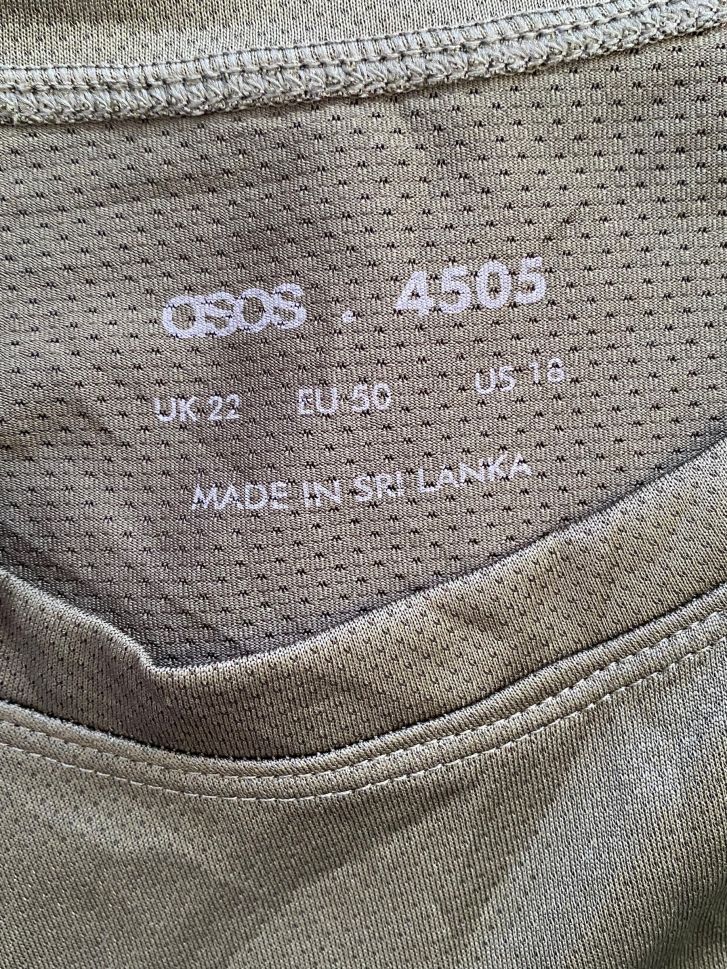 asos . 4505
UK 22 EU 50 US 18
MADE IN SRI LANKA